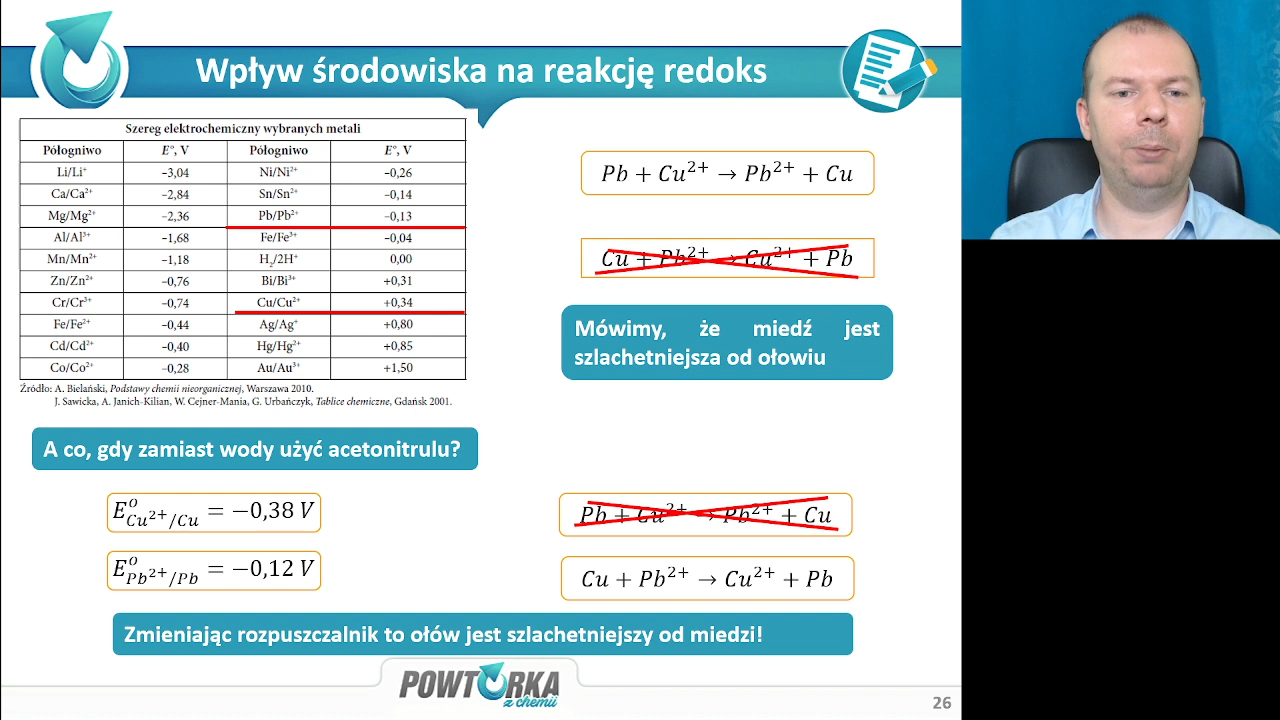 Wpływ środowiska na reakcję redoks
Szereg elektrochemiczny wybranych metali
Półogniwo E°, V Półogniwo E°, V
Li/Li⁺ –3,04 Ni/Ni²⁺ –0,26
Ca/Ca²⁺ –2,84 Sn/Sn²⁺ –0,14
Mg/Mg²⁺ –2,36 Pb/Pb²⁺ –0,13
Al/Al³⁺ –1,68 Fe/Fe³⁺ –0,04
Mn/Mn²⁺ –1,18 H₂/2H⁺ 0,00
Zn/Zn²⁺ –0,76 Bi/Bi³⁺ +0,31
Cr/Cr³⁺ –0,74 Cu/Cu²⁺ +0,34
Fe/Fe²⁺ –0,44 Ag/Ag⁺ +0,80
Cd/Cd²⁺ –0,40 Hg/Hg²⁺ +0,85
Co/Co²⁺ –0,28 Au/Au³⁺ +1,50
Źródło: A. Bielański, Podstawy chemii nieorganicznej, Warszawa 2010.
J. Sawicka, A. Janich-Kilian, W. Cejner-Mania, G. Urbańczyk, Tablice chemiczne, Gdańsk 2001.
Pb + Cu²⁺ → Pb²⁺ + Cu
Cu + Pb²⁺ → Cu²⁺ + Pb
Mówimy, że miedź jest
szlachetniejsza od ołowiu
A co, gdy zamiast wody użyć acetonitrulu?
E°Cu²⁺/Cu = −0,38 V
E°Pb²⁺/Pb = −0,12 V
Pb + Cu²⁺ → Pb²⁺ + Cu
Cu + Pb²⁺ → Cu²⁺ + Pb
Zmieniając rozpuszczalnik to ołów jest szlachetniejszy od miedzi!
POWTÓRKA
z chemii
26